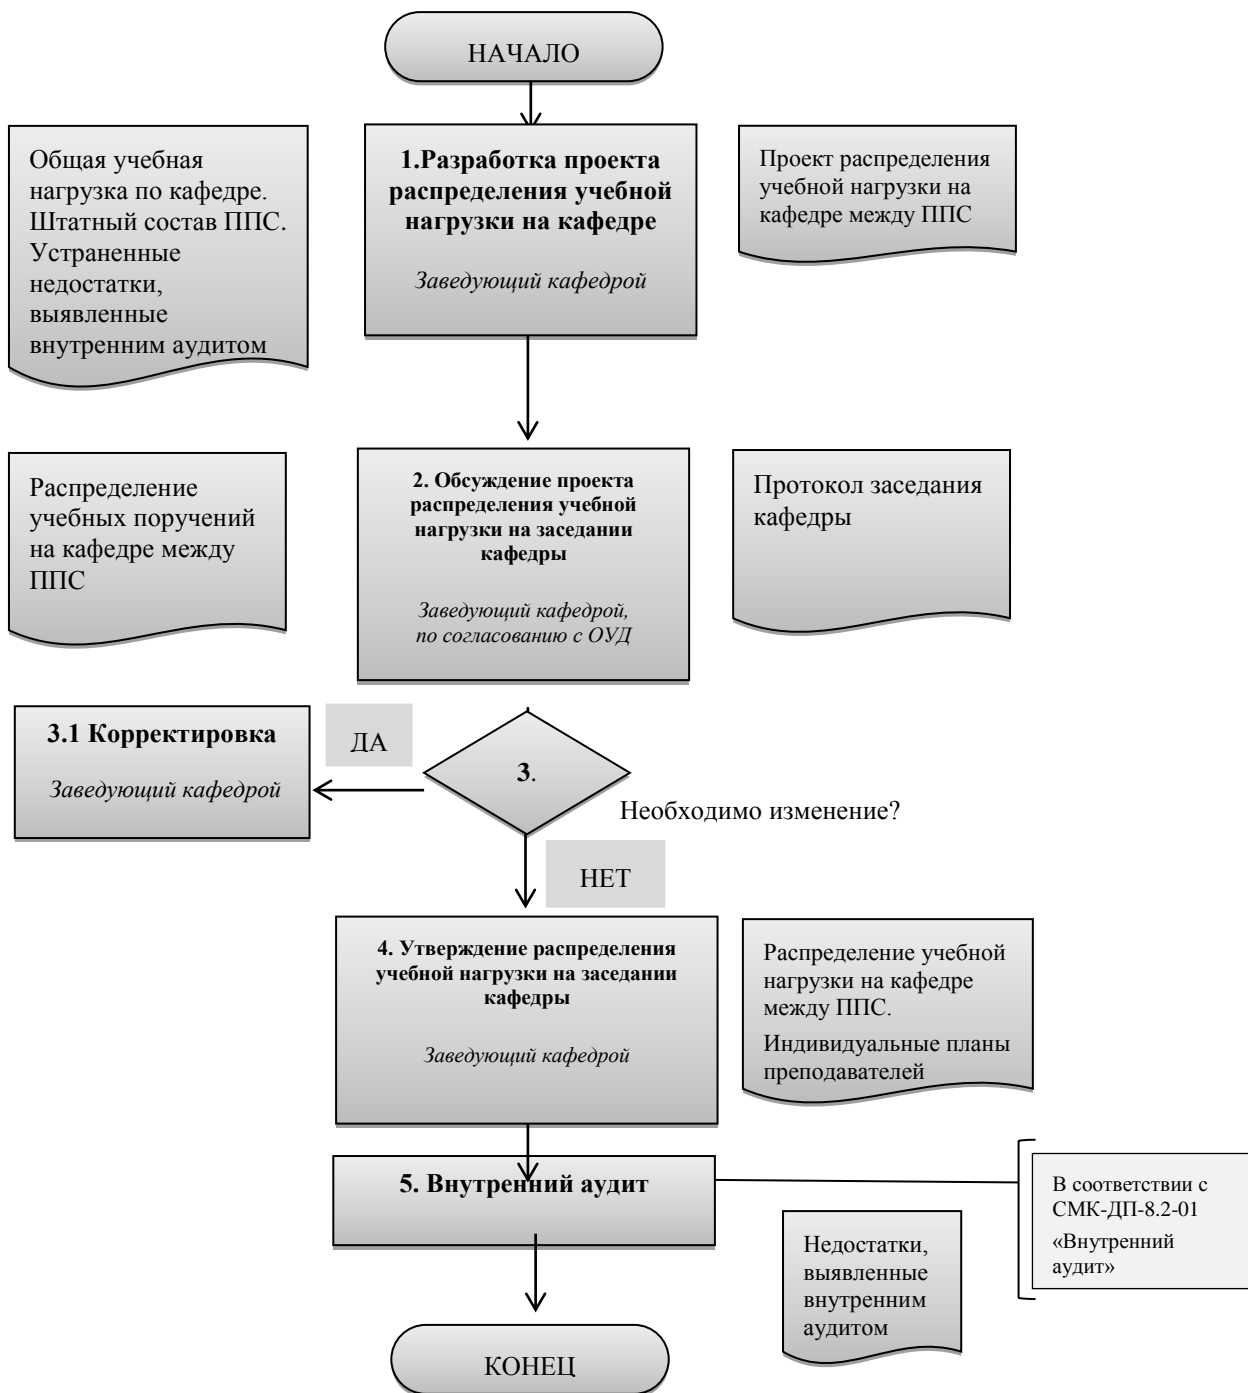 НАЧАЛО
Общая учебная
нагрузка по кафедре.
Штатный состав ППС.
Устраненные
недостатки,
выявленные
внутренним аудитом
1.Разработка проекта
распределения учебной
нагрузки на кафедре
Заведующий кафедрой
Проект распределения
учебной нагрузки на
кафедре между ППС
Распределение
учебных поручений
на кафедре между
ППС
2. Обсуждение проекта
распределения учебной
нагрузки на заседании
кафедры
Заведующий кафедрой,
по согласованию с ОУД
Протокол заседания
кафедры
3.1 Корректировка
Заведующий кафедрой
ДА
3.
Необходимо изменение?
НЕТ
4. Утверждение распределения
учебной нагрузки на заседании
кафедры
Заведующий кафедрой
Распределение учебной
нагрузки на кафедре
между ППС.
Индивидуальные планы
преподавателей
5. Внутренний аудит
В соответствии с
СМК-ДП-8.2-01
«Внутренний
аудит»
Недостатки,
выявленные
внутренним
аудитом
КОНЕЦ